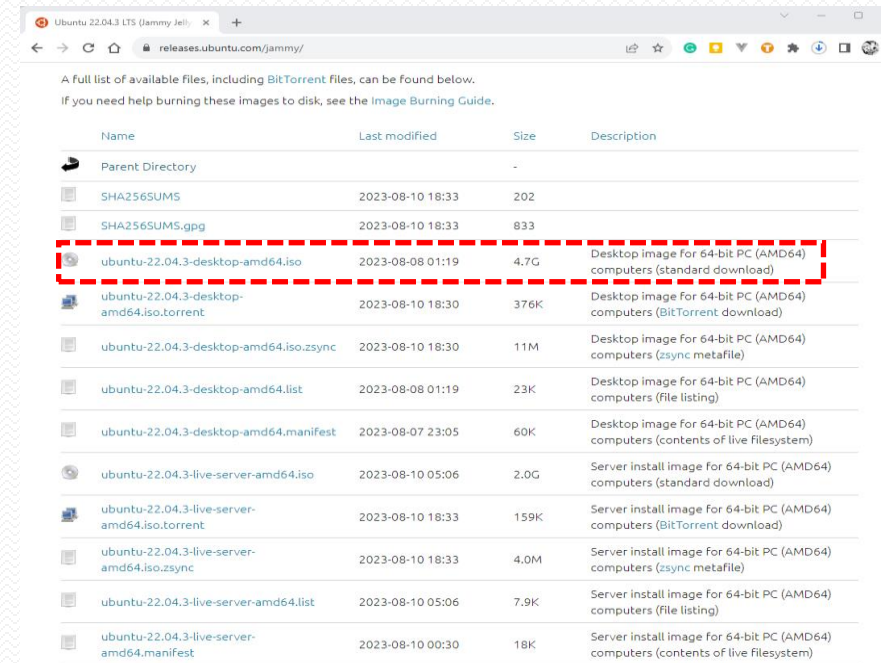 Ubuntu 22.04.3 LTS (Jammy Jelly
releases.ubuntu.com/jammy/
A full list of available files, including BitTorrent files, can be found below.
If you need help burning these images to disk, see the Image Burning Guide.
Name Last modified Size Description
Parent Directory -
SHA256SUMS 2023-08-10 18:33 202
SHA256SUMS.gpg 2023-08-10 18:33 833
ubuntu-22.04.3-desktop-amd64.iso 2023-08-08 01:19 4.7G Desktop image for 64-bit PC (AMD64)
computers (standard download)
ubuntu-22.04.3-desktop-
amd64.iso.torrent 2023-08-10 18:30 376K Desktop image for 64-bit PC (AMD64)
computers (BitTorrent download)
ubuntu-22.04.3-desktop-amd64.iso.zsync 2023-08-10 18:30 11M Desktop image for 64-bit PC (AMD64)
computers (zsync metafile)
ubuntu-22.04.3-desktop-amd64.list 2023-08-08 01:19 23K Desktop image for 64-bit PC (AMD64)
computers (file listing)
ubuntu-22.04.3-desktop-amd64.manifest 2023-08-07 23:05 60K Desktop image for 64-bit PC (AMD64)
computers (contents of live filesystem)
ubuntu-22.04.3-live-server-amd64.iso 2023-08-10 05:06 2.0G Server install image for 64-bit PC (AMD64)
computers (standard download)
ubuntu-22.04.3-live-server-
amd64.iso.torrent 2023-08-10 18:33 159K Server install image for 64-bit PC (AMD64)
computers (BitTorrent download)
ubuntu-22.04.3-live-server-
amd64.iso.zsync 2023-08-10 18:33 4.0M Server install image for 64-bit PC (AMD64)
computers (zsync metafile)
ubuntu-22.04.3-live-server-amd64.list 2023-08-10 05:06 7.9K Server install image for 64-bit PC (AMD64)
computers (file listing)
ubuntu-22.04.3-live-server-
amd64.manifest 2023-08-10 00:30 18K Server install image for 64-bit PC (AMD64)
computers (contents of live filesystem)